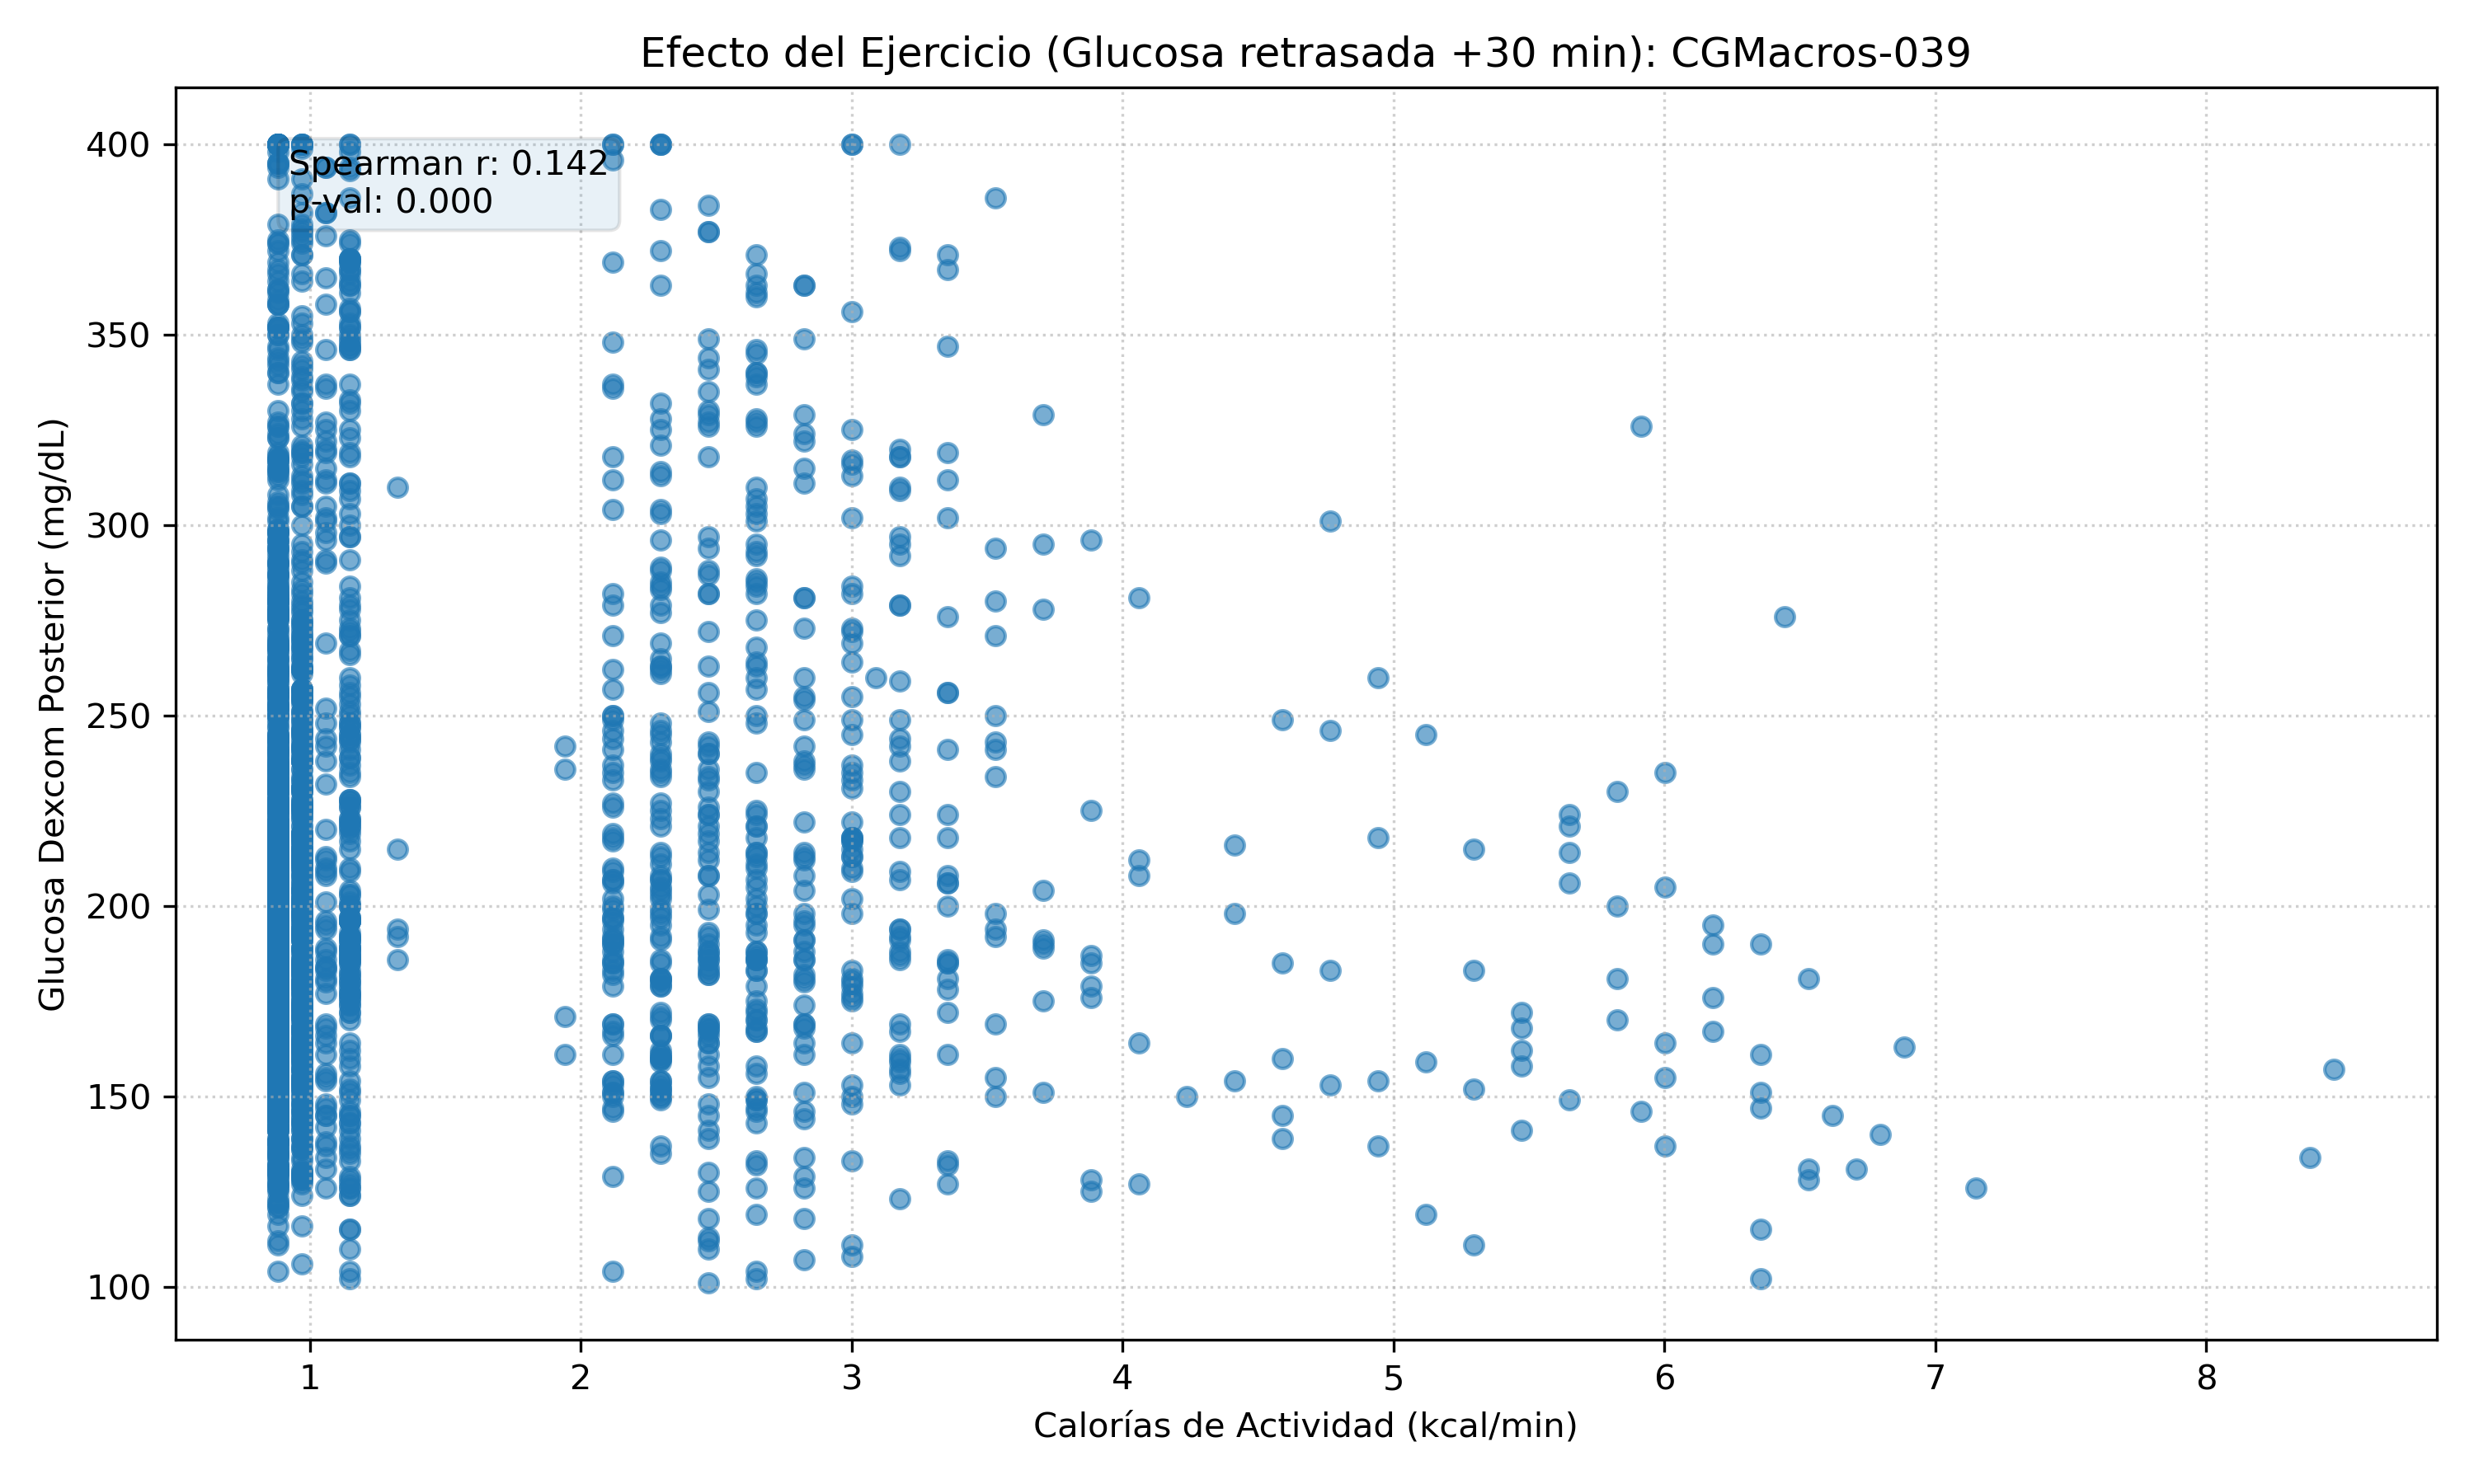 Efecto del Ejercicio (Glucosa retrasada +30 min): CGMacros-039
Spearman r: 0.142
p-val: 0.000
Glucosa Dexcom Posterior (mg/dL)
400
350
300
250
200
150
100
1 2 3 4 5 6 7 8
Calorías de Actividad (kcal/min)